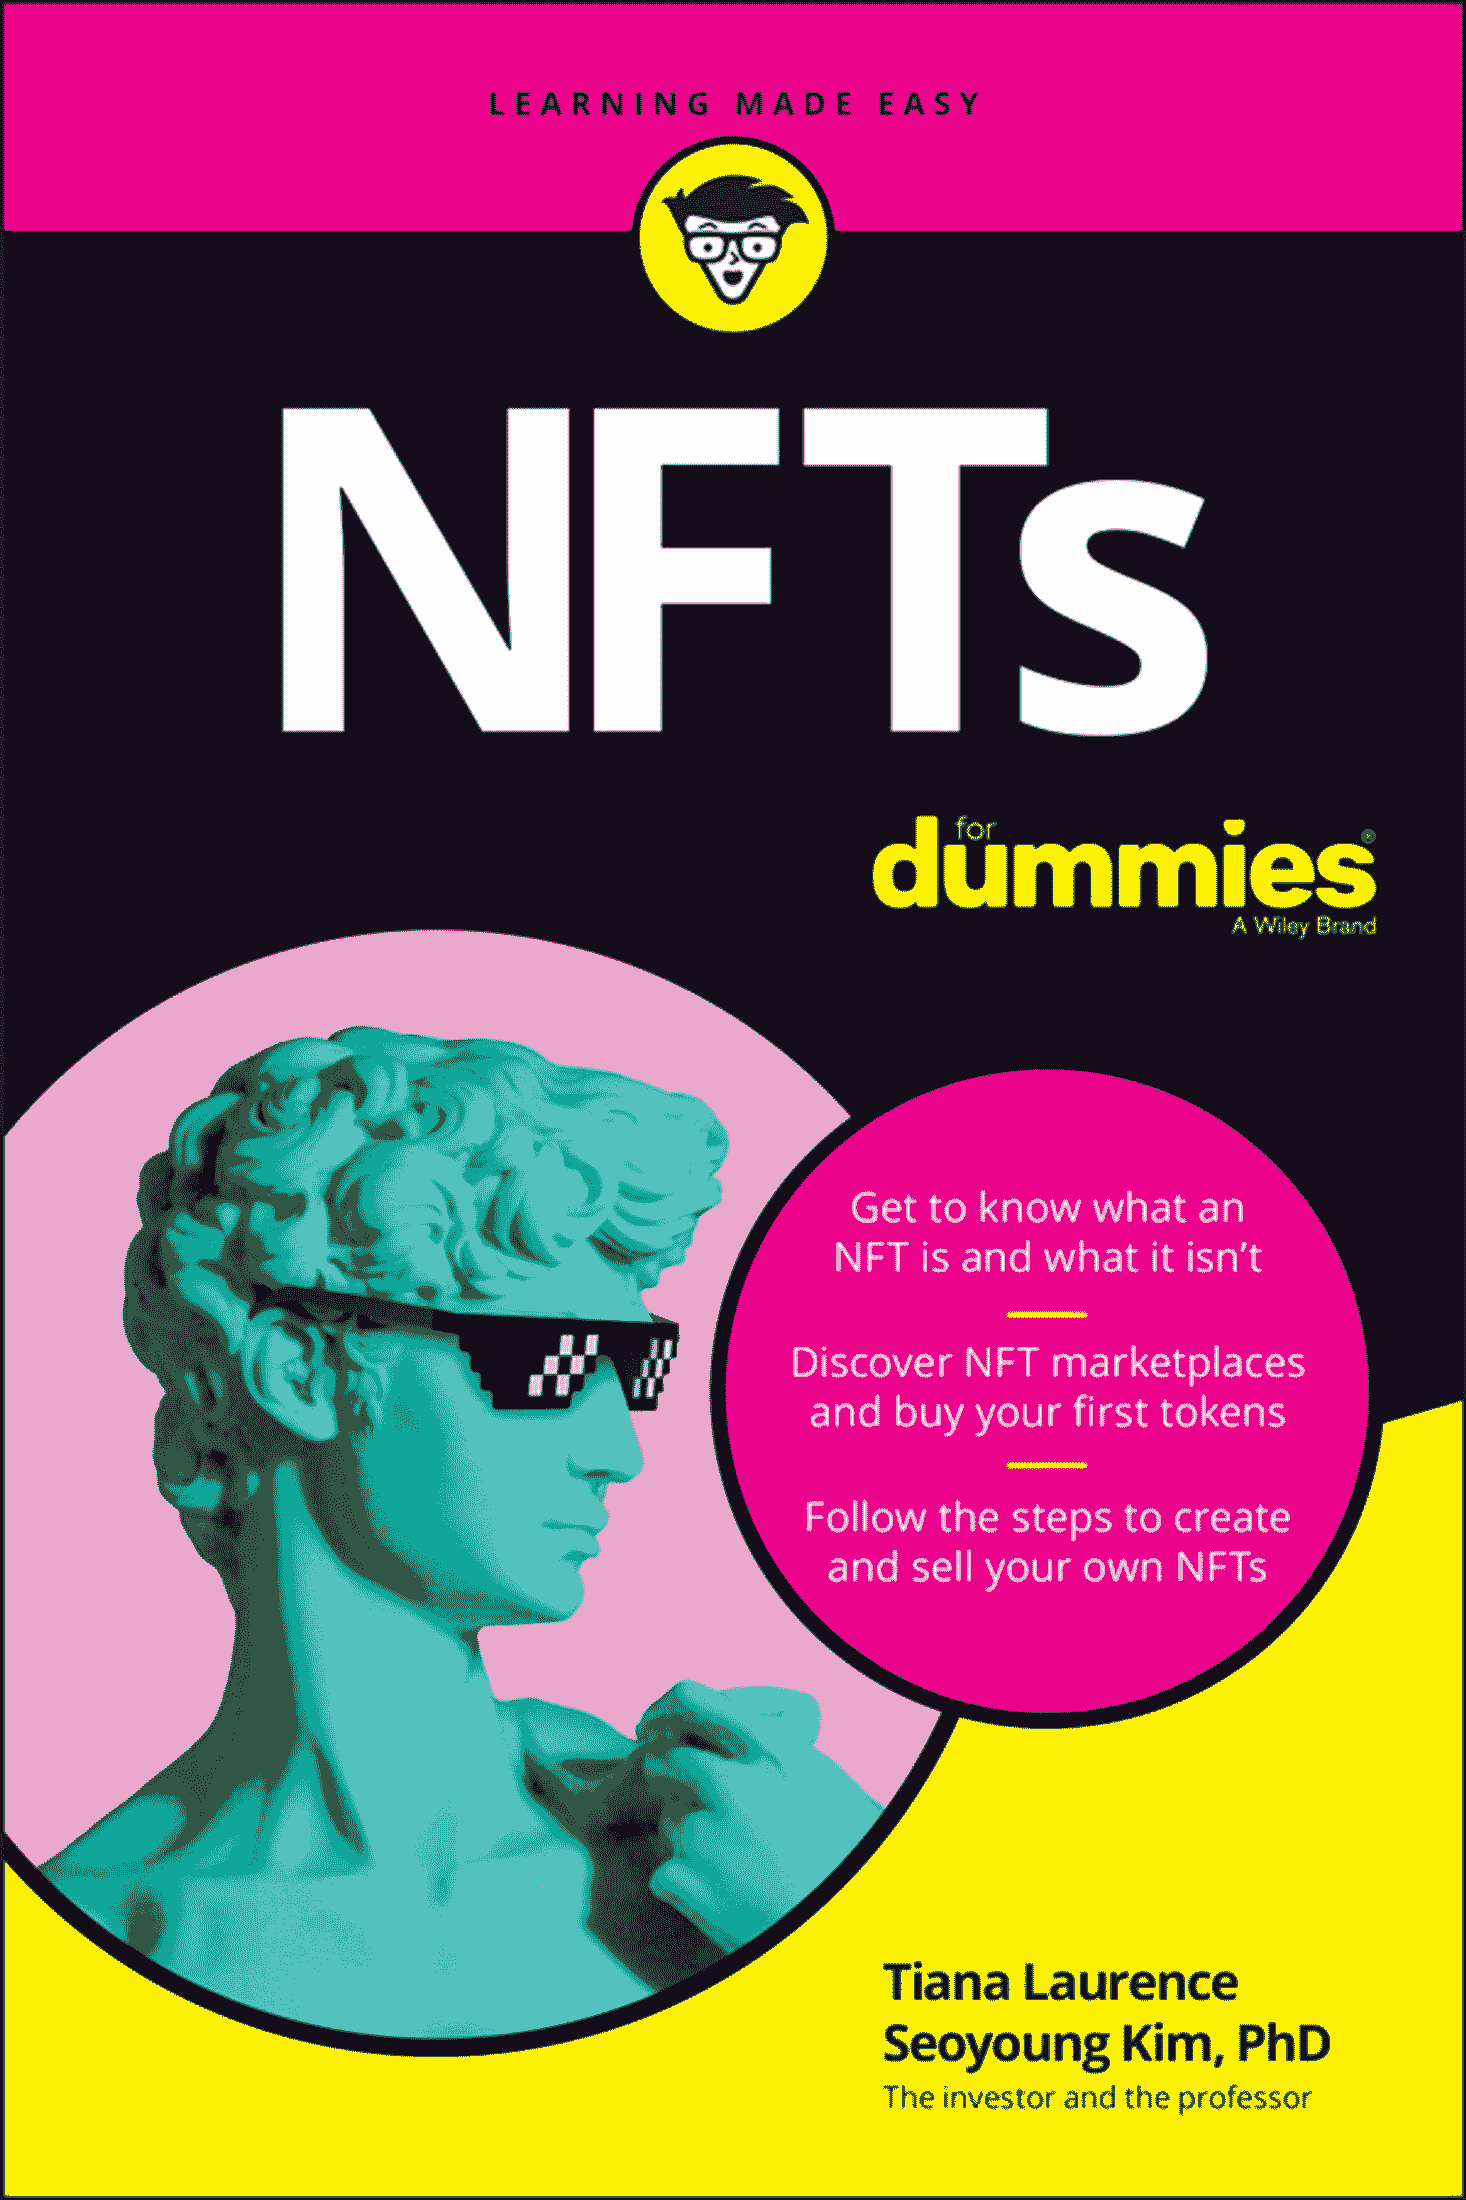 LEARNING MADE EASY
NFTs
for
dummies®
A Wiley Brand
Get to know what an
NFT is and what it isn’t
Discover NFT marketplaces
and buy your first tokens
Follow the steps to create
and sell your own NFTs
Tiana Laurence
Seoyoung Kim, PhD
The investor and the professor